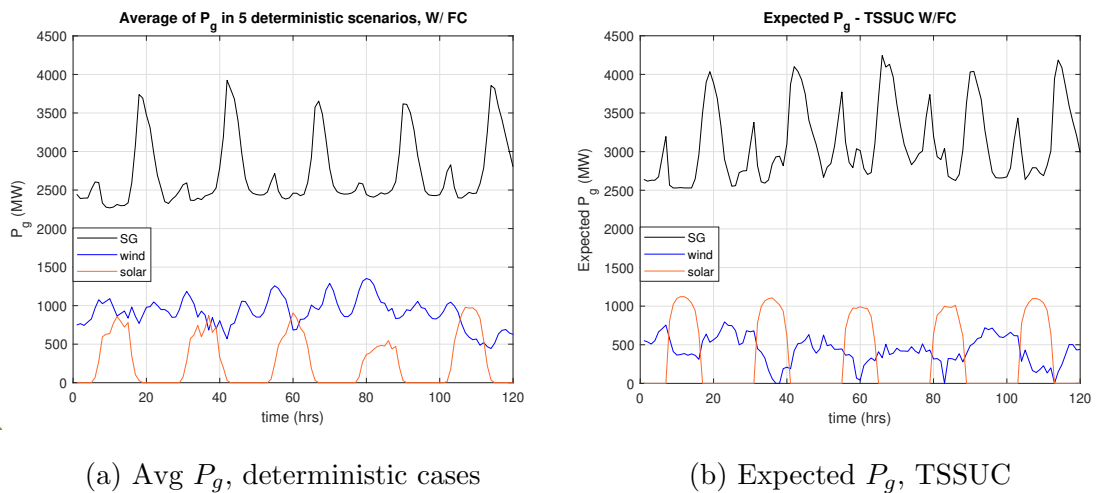 Average of P_g in 5 deterministic scenarios, W/ FC
4500
4000
3500
3000
2500
2000
1500
1000
500
0
P_g (MW)
SG
wind
solar
0 20 40 60 80 100 120
time (hrs)
(a) Avg P_g, deterministic cases
Expected P_g - TSSUC W/FC
4500
4000
3500
3000
2500
2000
1500
1000
500
0
Expected P_g (MW)
SG
wind
solar
0 20 40 60 80 100 120
time (hrs)
(b) Expected P_g, TSSUC